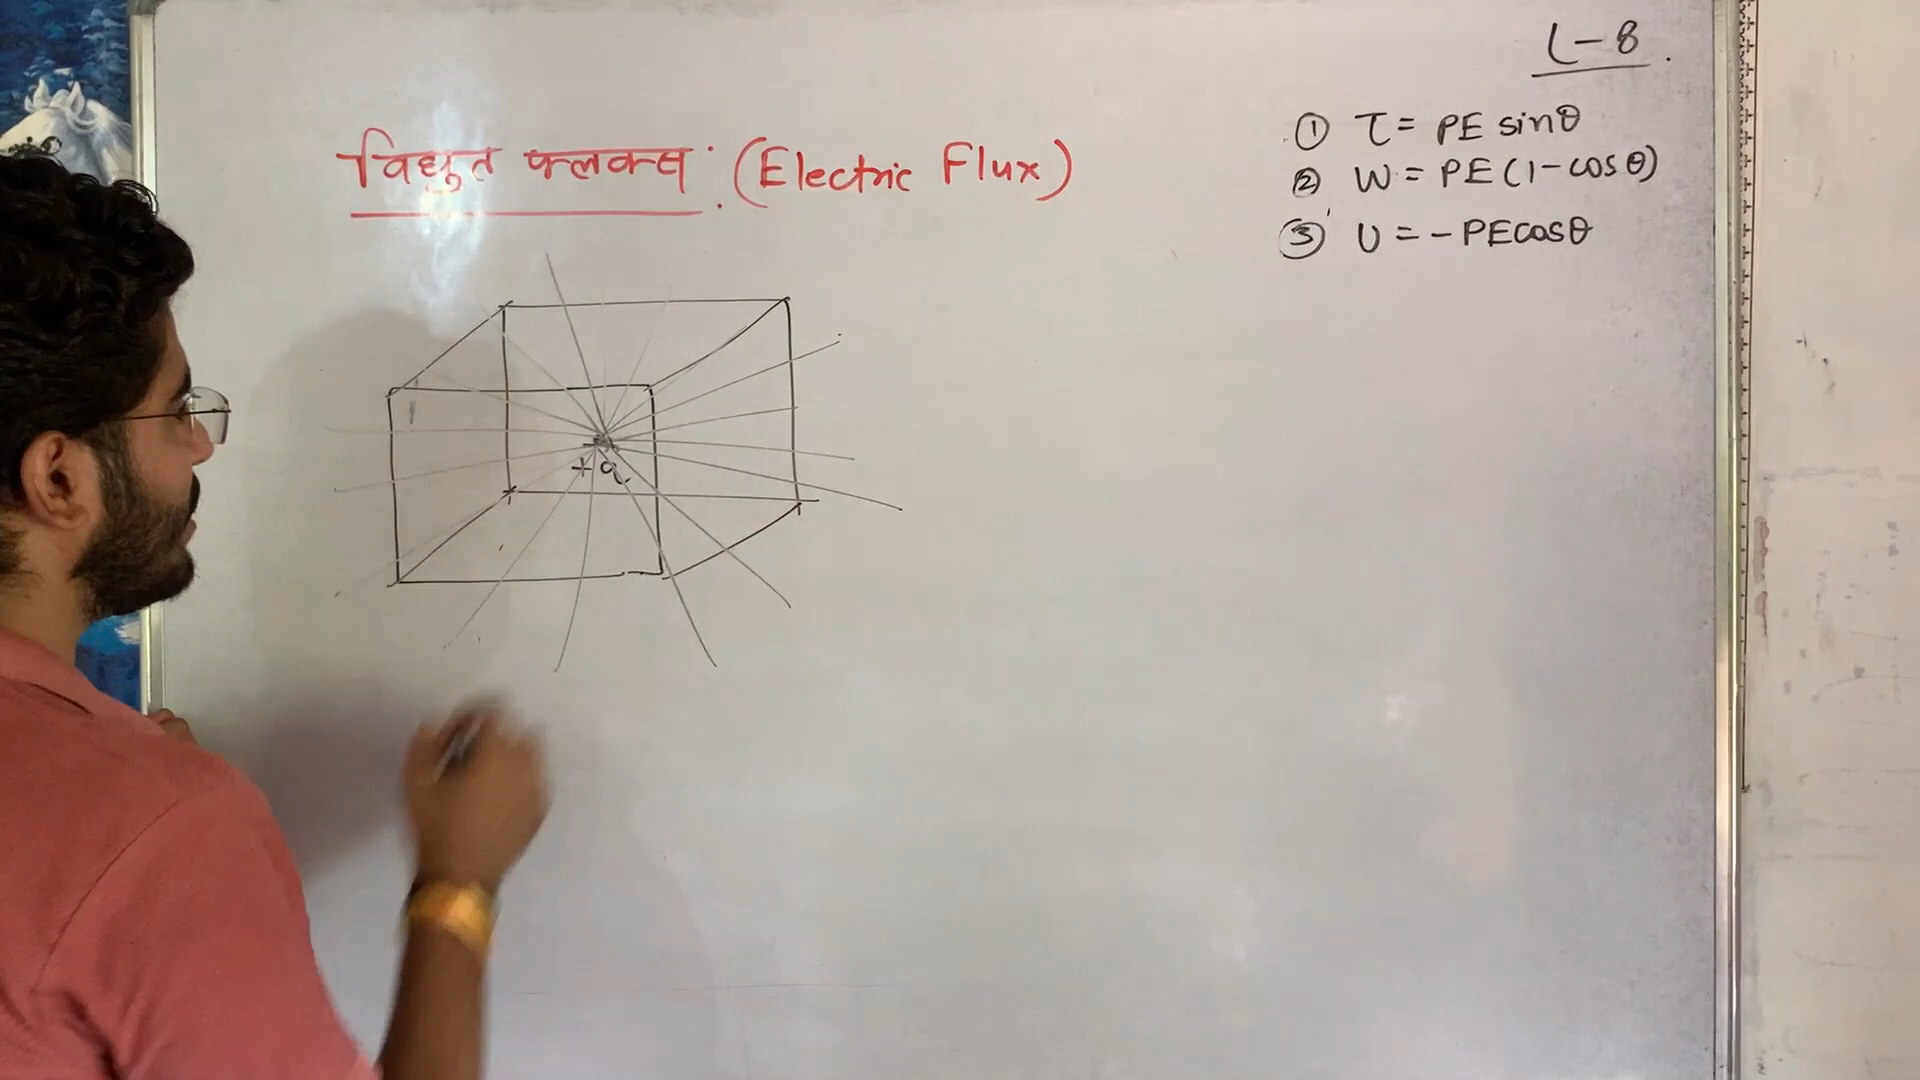 L-8
विधुत फ्लक्स : (Electric Flux)
① τ = PE sinθ
② W = PE(1-cosθ)
③ U = -PEcosθ
+q